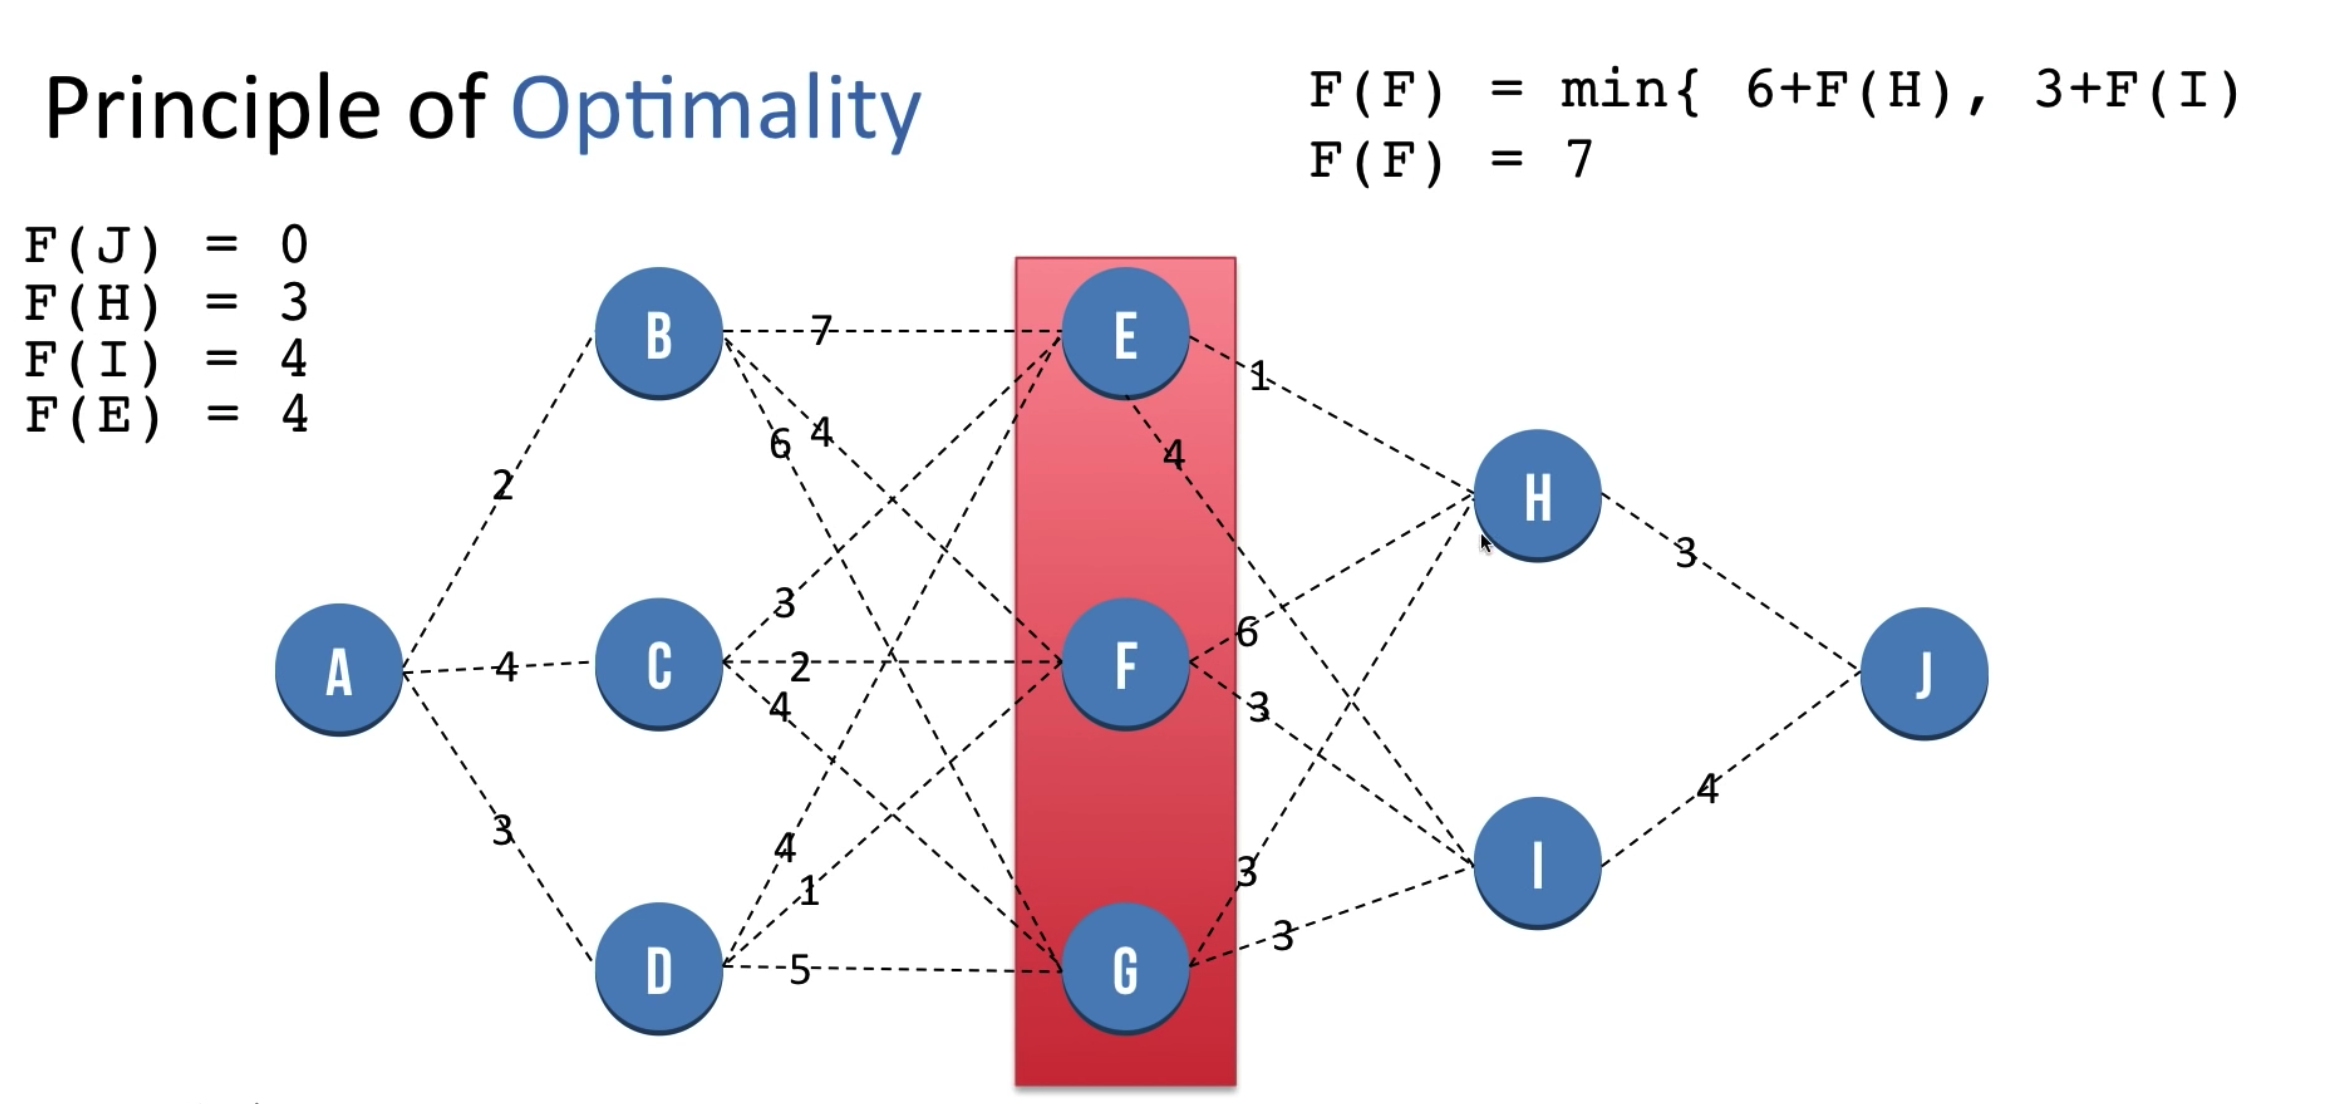 Principle of Optimality
F(F) = min{ 6+F(H), 3+F(I)
F(F) = 7
F(J) = 0
F(H) = 3
F(I) = 4
F(E) = 4
B
7
E
1
6
4
4
2
H
3
3
6
A
4
C
2
F
J
4
3
4
3
4
3
I
1
3
D
5
G